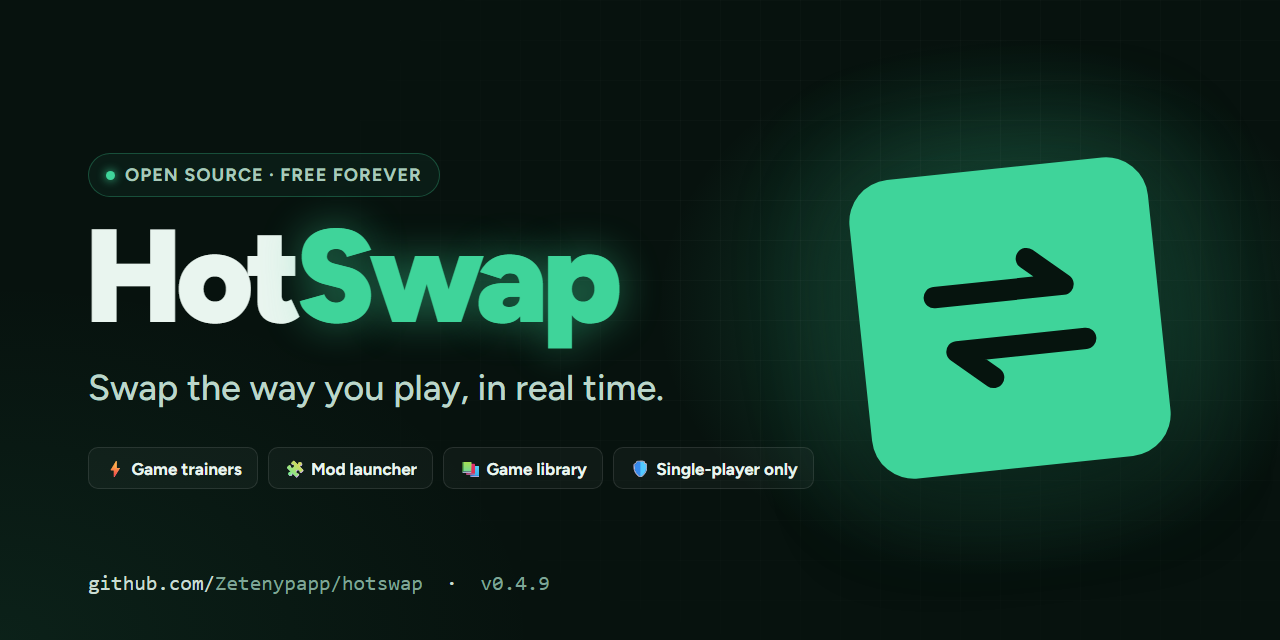 OPEN SOURCE · FREE FOREVER
HotSwap
Swap the way you play, in real time.
Game trainers Mod launcher Game library Single-player only
github.com/Zetenypapp/hotswap · v0.4.9